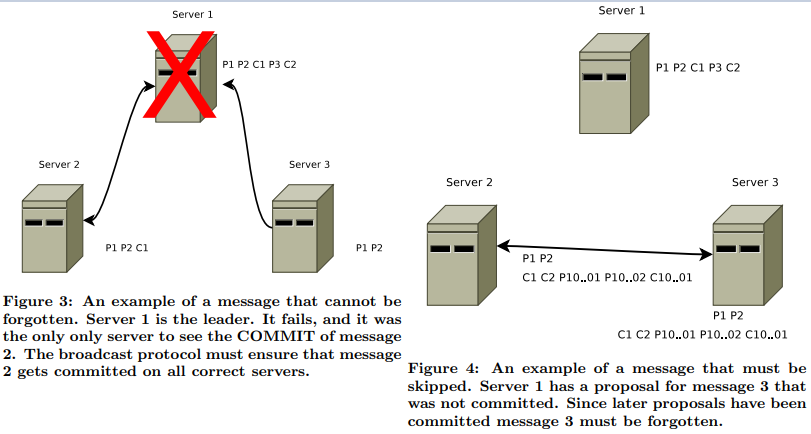 Server 1
P1 P2 C1 P3 C2
Server 2
Server 3
P1 P2 C1
P1 P2
Figure 3: An example of a message that cannot be
forgotten. Server 1 is the leader. It fails, and it was
the only only server to see the COMMIT of message
2. The broadcast protocol must ensure that message
2 gets committed on all correct servers.
Server 1
P1 P2 C1 P3 C2
Server 2
Server 3
P1 P2
C1 C2 P10..01 P10..02 C10..01
P1 P2
C1 C2 P10..01 P10..02 C10..01
Figure 4: An example of a message that must be
skipped. Server 1 has a proposal for message 3 that
was not committed. Since later proposals have been
committed message 3 must be forgotten.